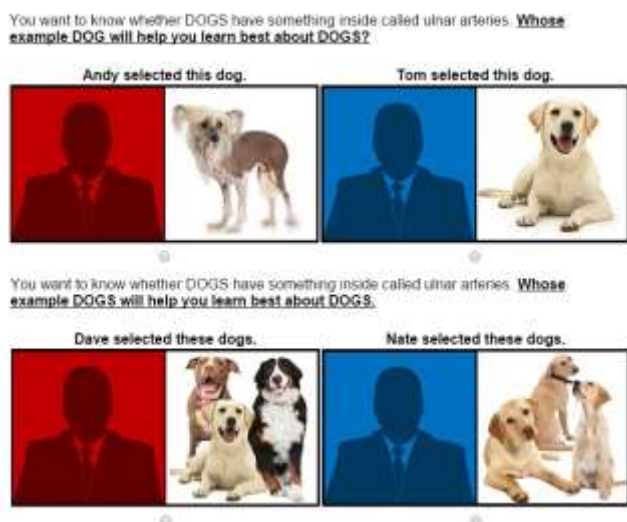 You want to know whether DOGS have something inside called ulnar arteries. Whose
example DOG will help you learn best about DOGS?
Andy selected this dog.
Tom selected this dog.
You want to know whether DOGS have something inside called ulnar arteries. Whose
example DOGS will help you learn best about DOGS.
Dave selected these dogs.
Nate selected these dogs.